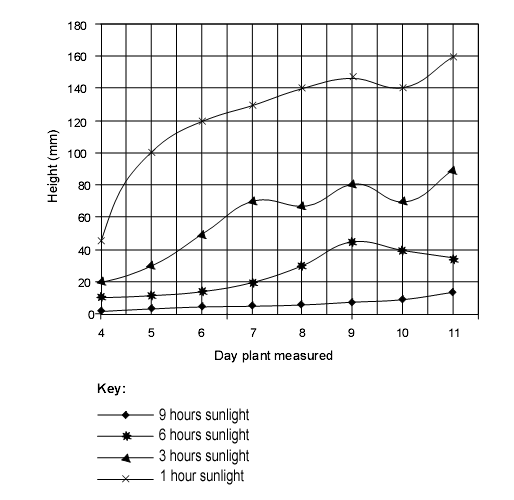 180
160
140
120
100
80
60
40
20
0
Height (mm)
4 5 6 7 8 9 10 11
Day plant measured
Key:
9 hours sunlight
6 hours sunlight
3 hours sunlight
1 hour sunlight